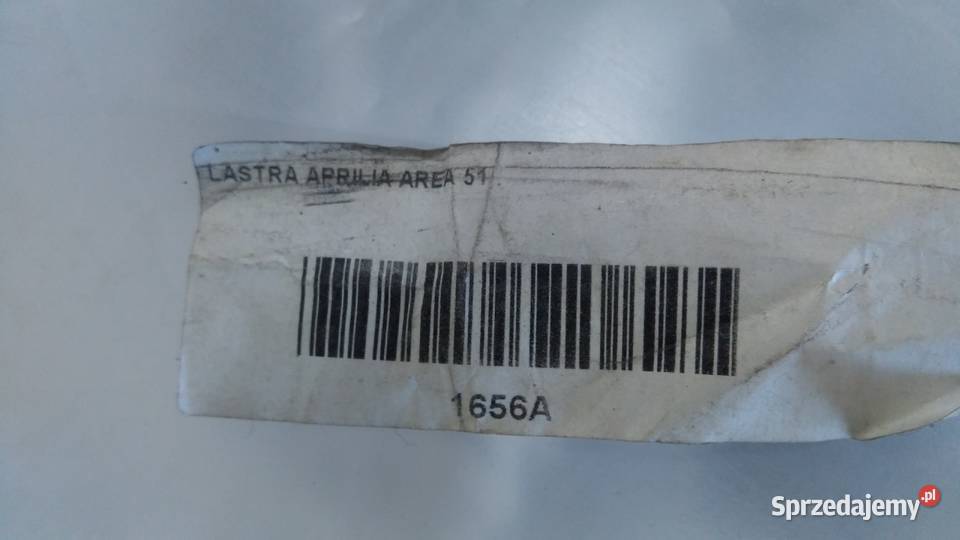 LASTRA APRILIA AREA 51
1656A
Sprzedajemy.pl